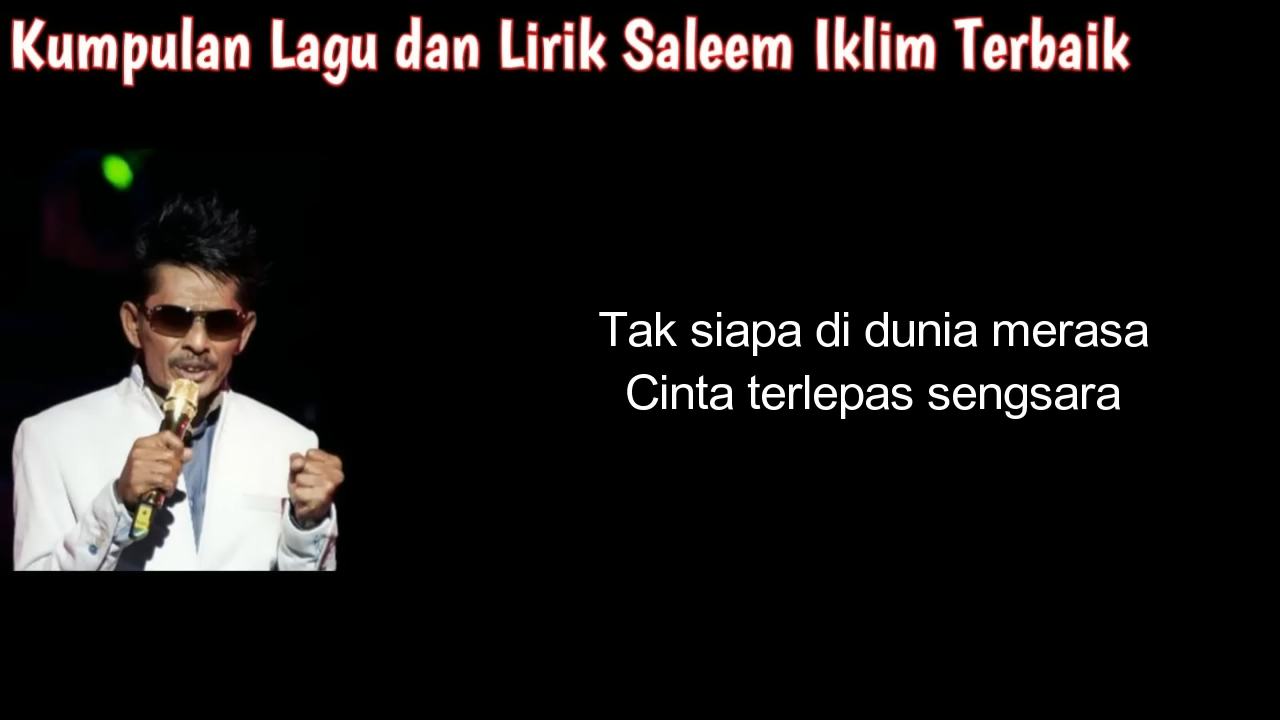 Kumpulan Lagu dan Lirik Saleem Iklim Terbaik
Tak siapa di dunia merasa
Cinta terlepas sengsara